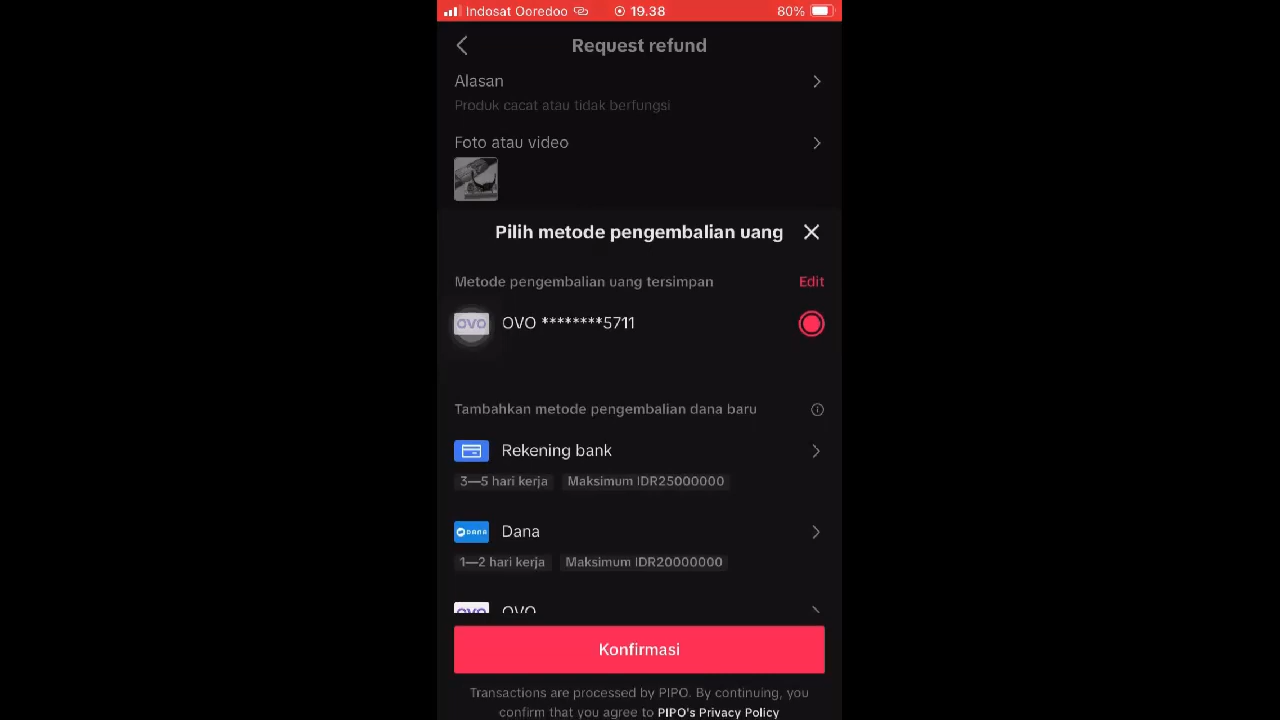 Indosat Ooredoo 19.38 80%
Request refund
Alasan
Produk cacat atau tidak berfungsi
Foto atau video
Pilih metode pengembalian uang
Metode pengembalian uang tersimpan Edit
OVO OVO ********5711
Tambahkan metode pengembalian dana baru
Rekening bank
3—5 hari kerja Maksimum IDR25000000
DANA Dana
1—2 hari kerja Maksimum IDR20000000
OVO OVO
Konfirmasi
Transactions are processed by PIPO. By continuing, you
confirm that you agree to PIPO's Privacy Policy